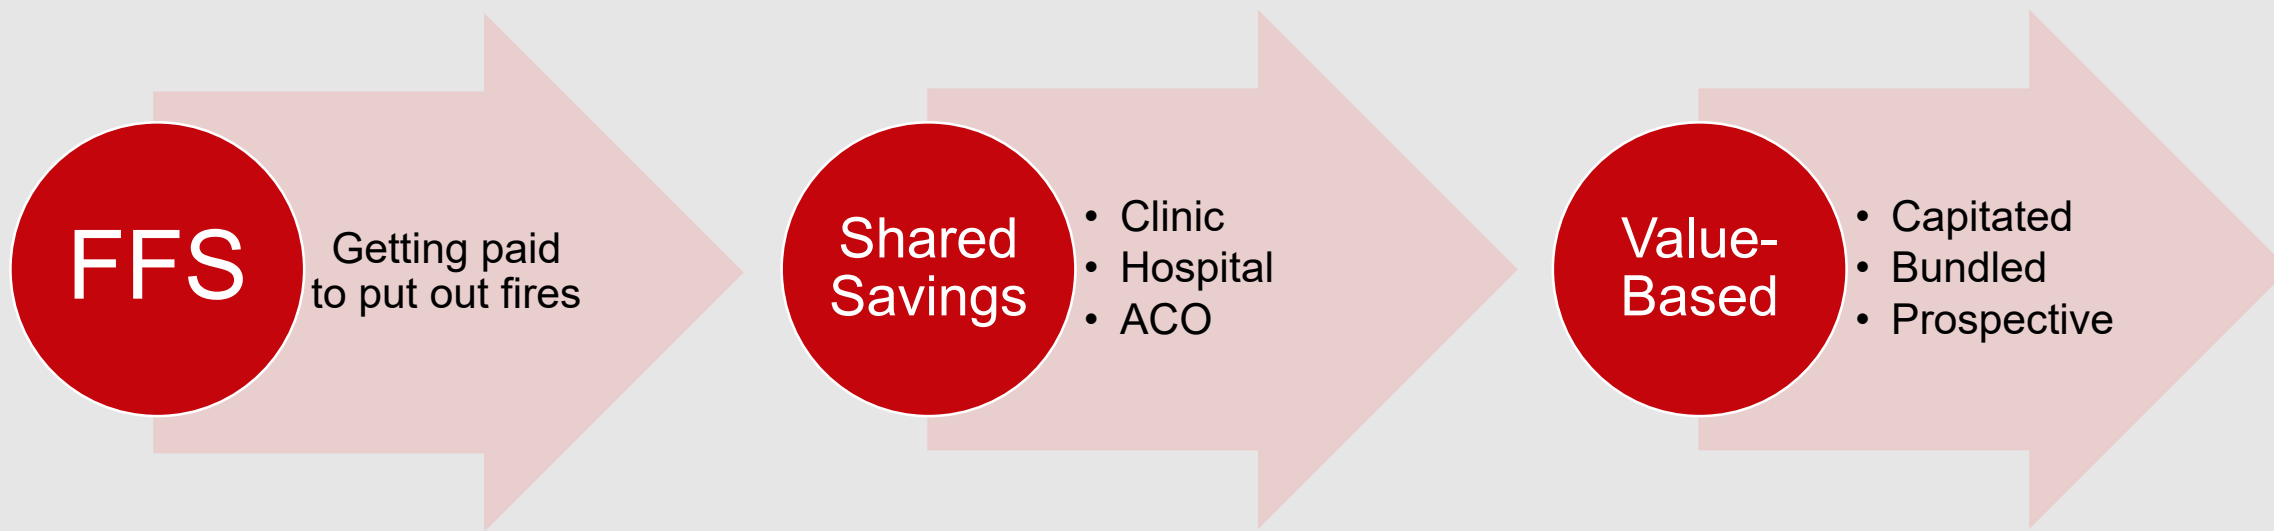 FFS
Getting paid
to put out fires
Shared
Savings
• Clinic
• Hospital
• ACO
Value-
Based
• Capitated
• Bundled
• Prospective